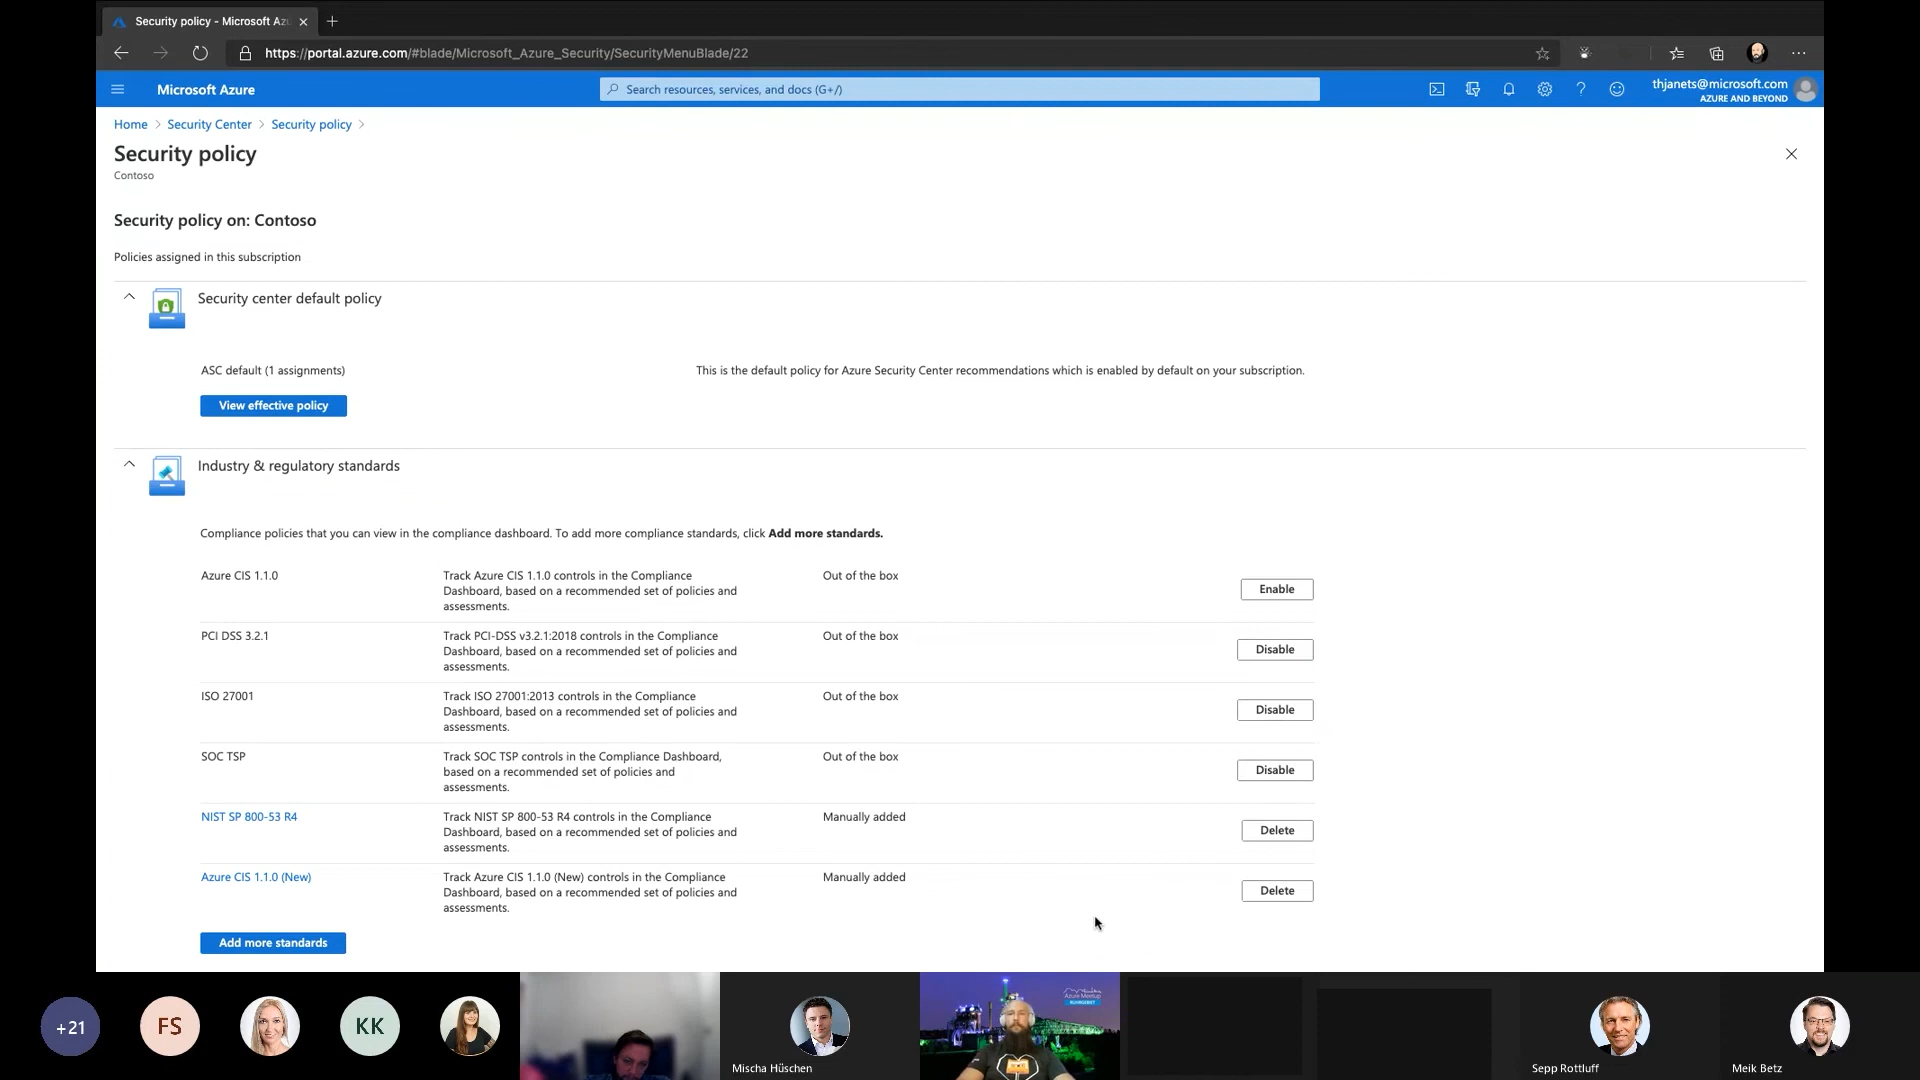 Security policy - Microsoft Azu
https://portal.azure.com/#blade/Microsoft_Azure_Security/SecurityMenuBlade/22
Microsoft Azure
Search resources, services, and docs (G+/)
thjanets@microsoft.com
AZURE AND BEYOND
Home > Security Center > Security policy >
Security policy
Contoso
Security policy on: Contoso
Policies assigned in this subscription
Security center default policy
ASC default (1 assignments)
This is the default policy for Azure Security Center recommendations which is enabled by default on your subscription.
View effective policy
Industry & regulatory standards
Compliance policies that you can view in the compliance dashboard. To add more compliance standards, click Add more standards.
Azure CIS 1.1.0
Track Azure CIS 1.1.0 controls in the Compliance
Dashboard, based on a recommended set of policies and
assessments.
Out of the box
Enable
PCI DSS 3.2.1
Track PCI-DSS v3.2.1:2018 controls in the Compliance
Dashboard, based on a recommended set of policies and
assessments.
Out of the box
Disable
ISO 27001
Track ISO 27001:2013 controls in the Compliance
Dashboard, based on a recommended set of policies and
assessments.
Out of the box
Disable
SOC TSP
Track SOC TSP controls in the Compliance Dashboard,
based on a recommended set of policies and
assessments.
Out of the box
Disable
NIST SP 800-53 R4
Track NIST SP 800-53 R4 controls in the Compliance
Dashboard, based on a recommended set of policies and
assessments.
Manually added
Delete
Azure CIS 1.1.0 (New)
Track Azure CIS 1.1.0 (New) controls in the Compliance
Dashboard, based on a recommended set of policies and
assessments.
Manually added
Delete
Add more standards
+21
FS
KK
Mischa Hüschen
Azure Meetup
RUHRGEBIET
Sepp Rottluff
Meik Betz